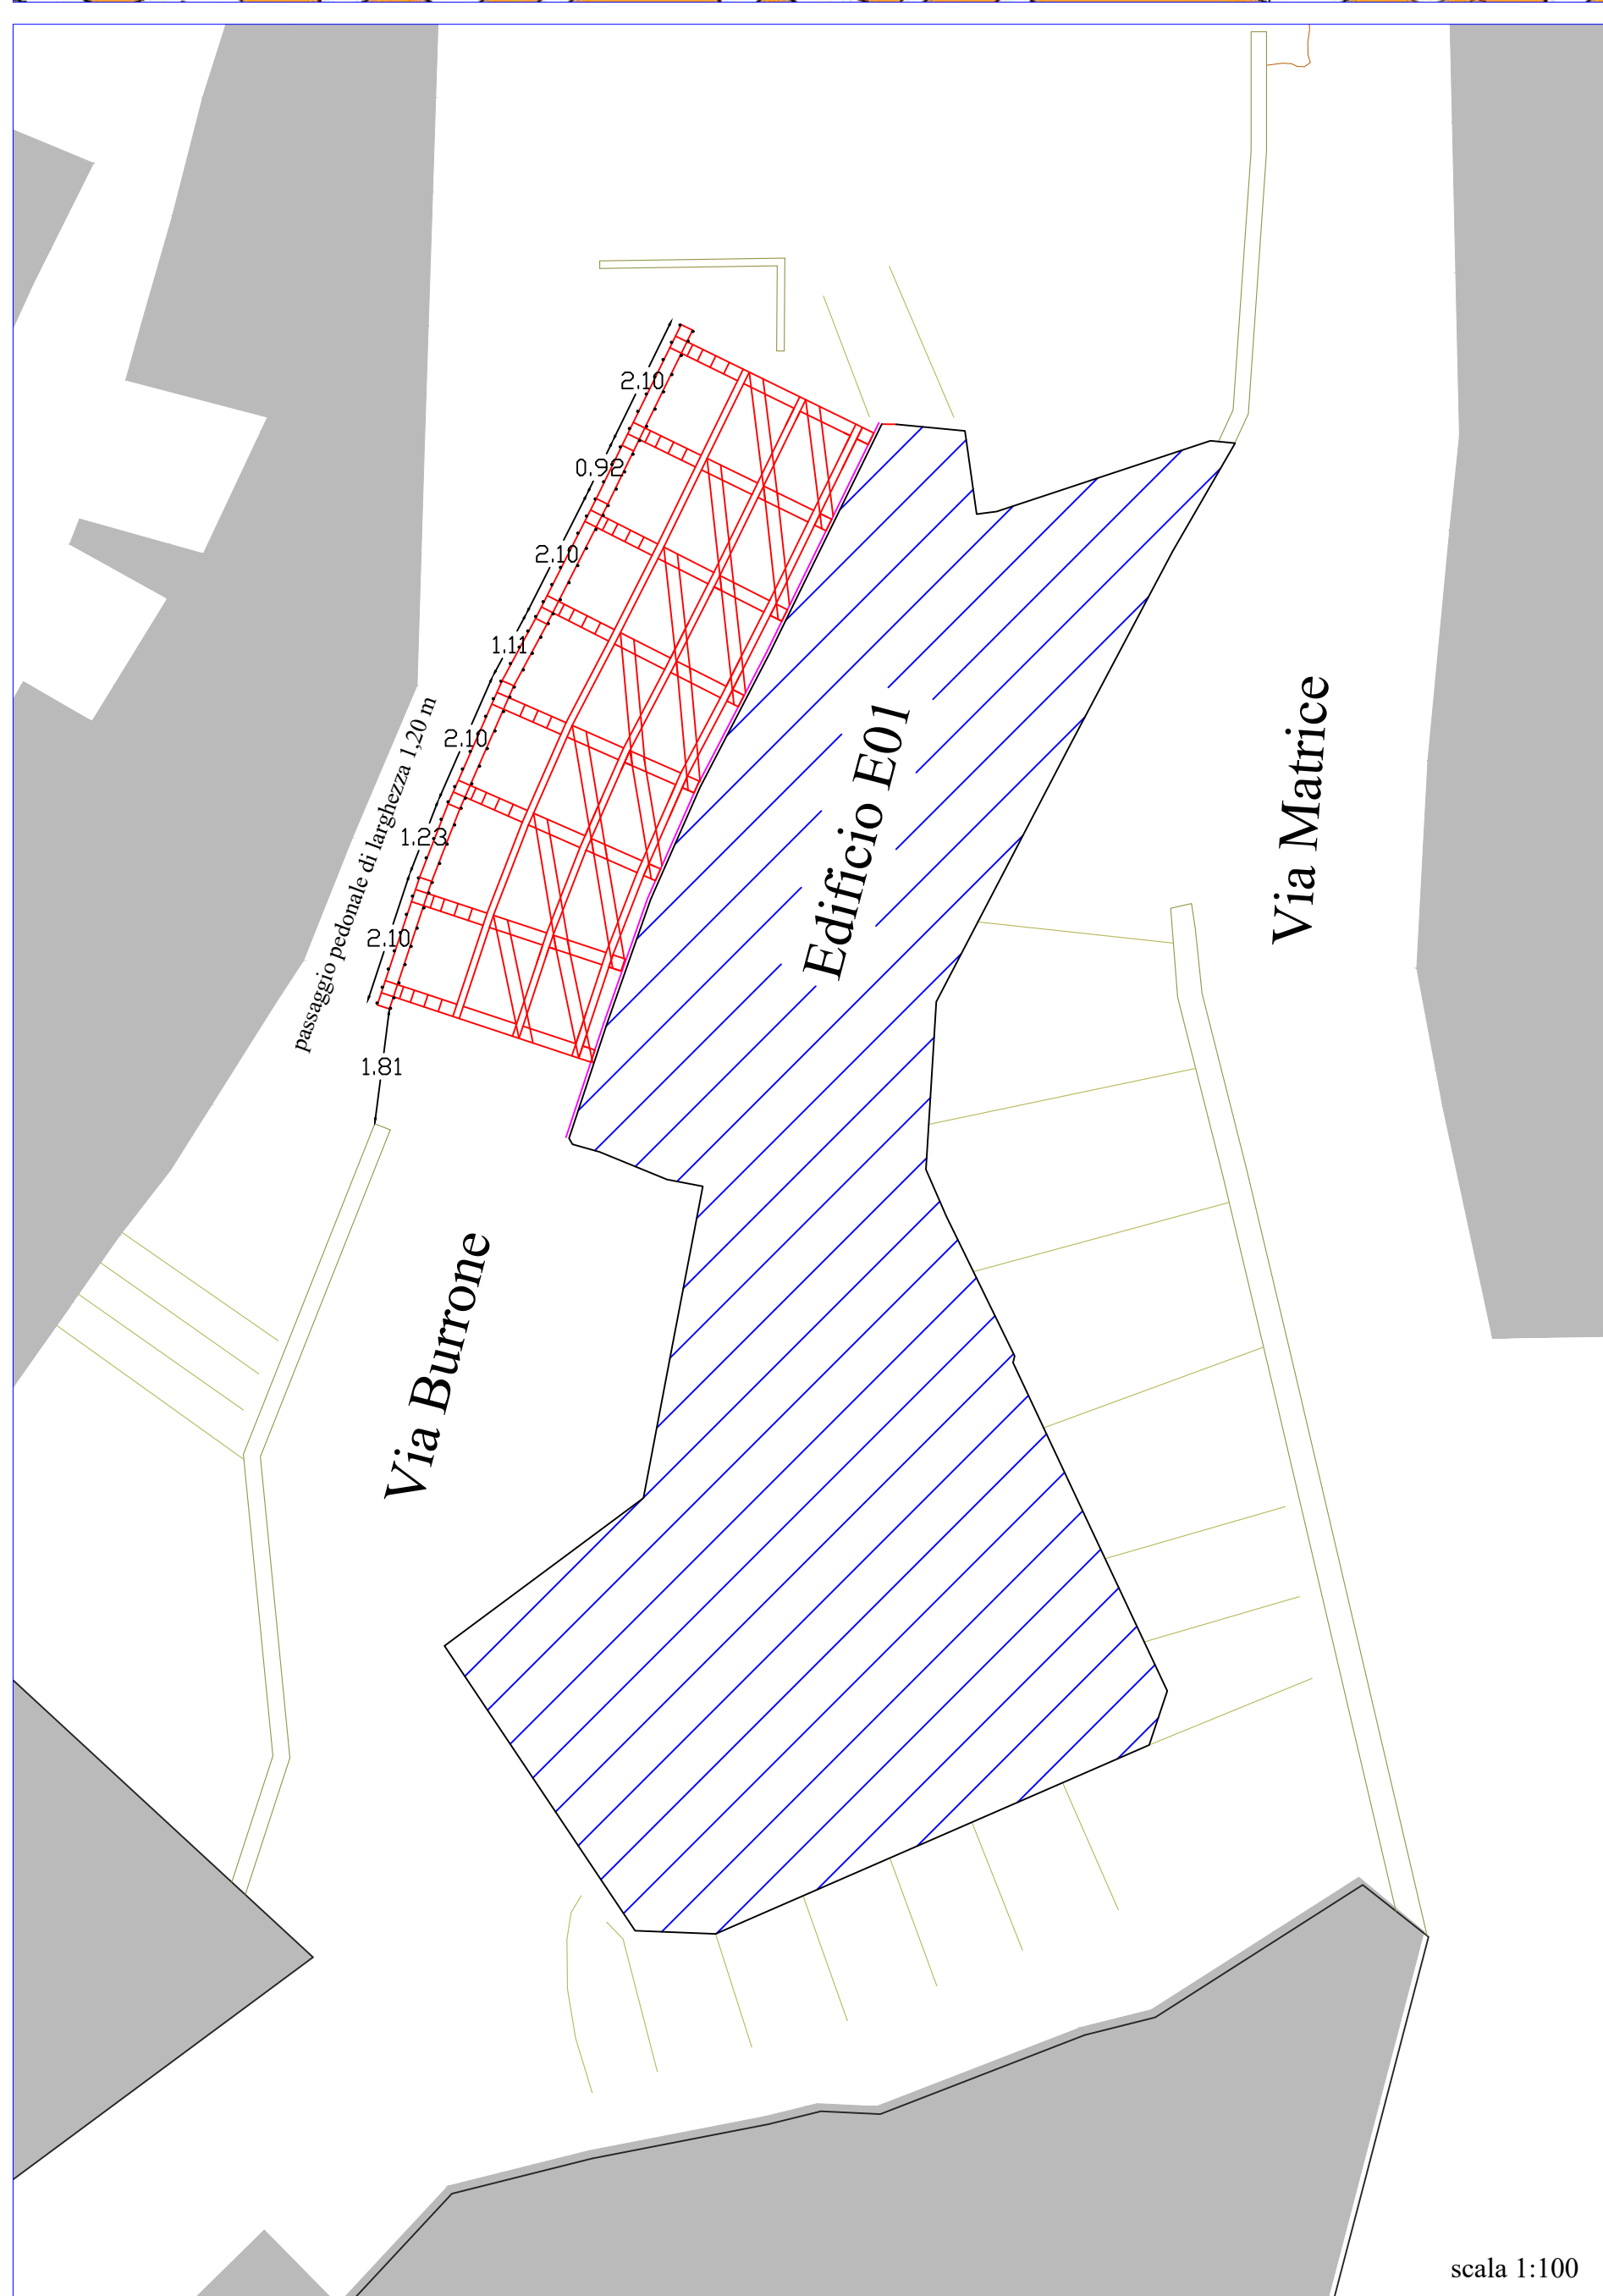 2.10
0.92
2.10
1.11
2.10
passaggio pedonale di larghezza 1,20 m
1.23
2.10
1.81
Edificio E01
Via Matrice
Via Burrone
scala 1:100